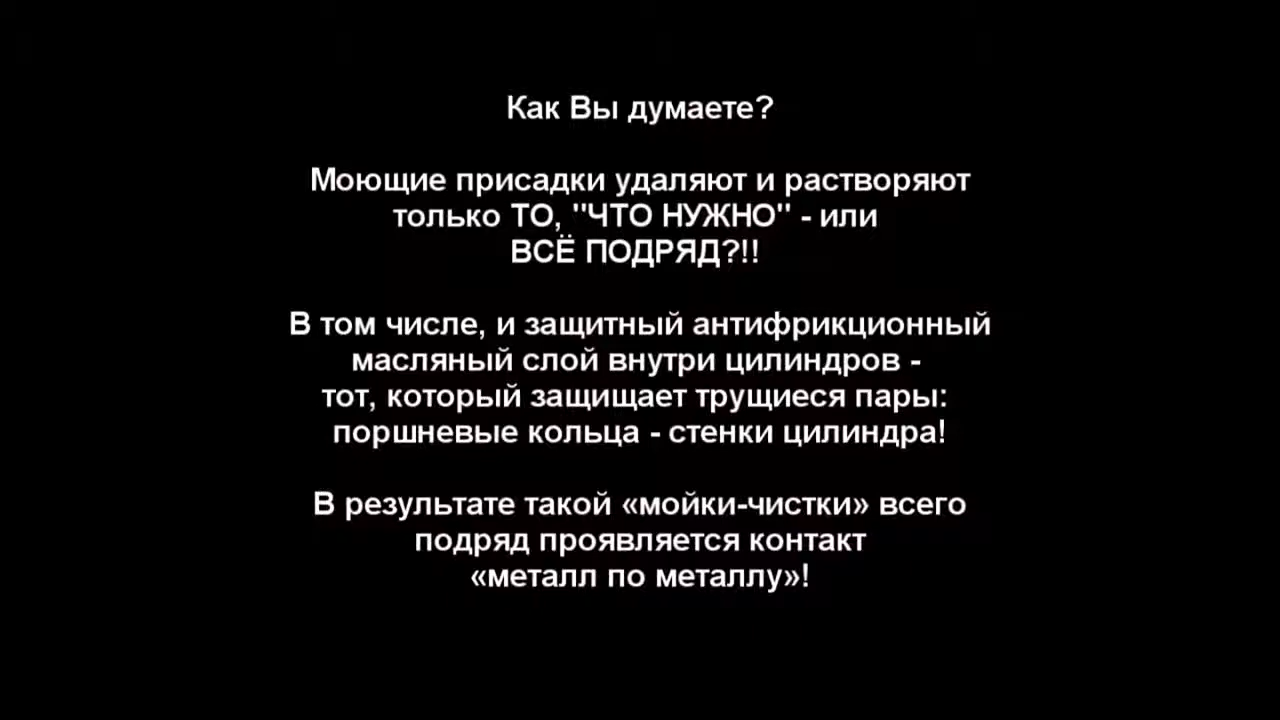 Как Вы думаете?
Моющие присадки удаляют и растворяют
только ТО, "ЧТО НУЖНО" - или
ВСЁ ПОДРЯД?!!
В том числе, и защитный антифрикционный
масляный слой внутри цилиндров -
тот, который защищает трущиеся пары:
поршневые кольца - стенки цилиндра!
В результате такой «мойки-чистки» всего
подряд проявляется контакт
«металл по металлу»!